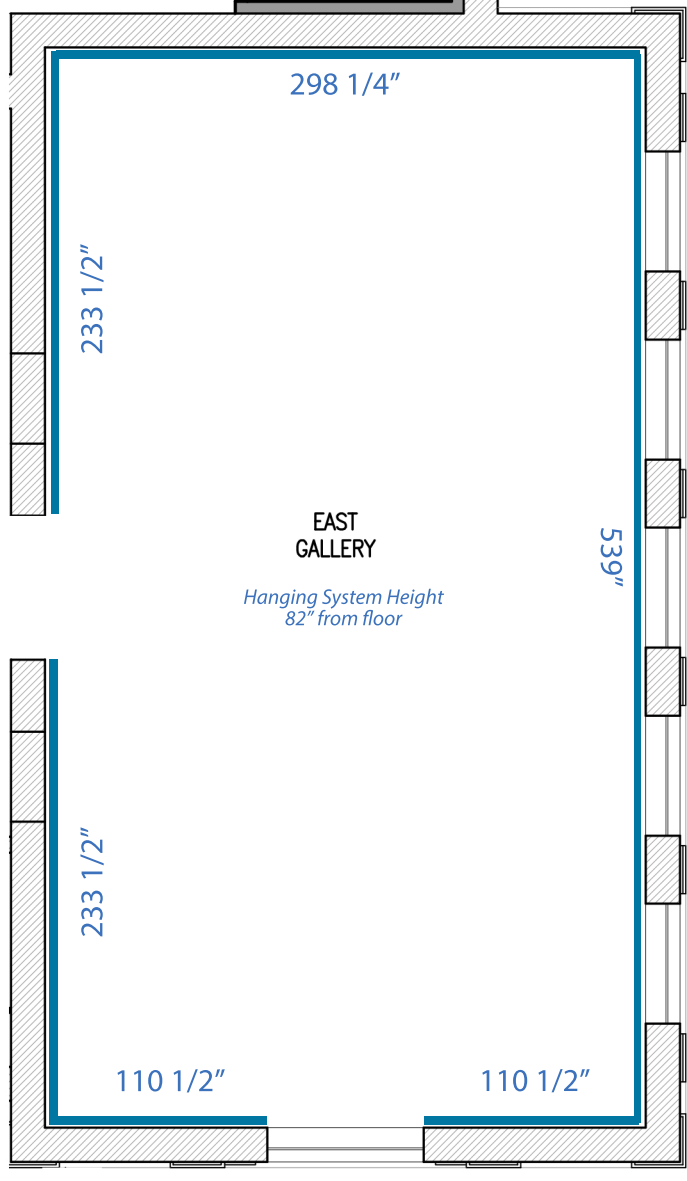 298 1/4”
233 1/2”
EAST
GALLERY
539”
Hanging System Height
82” from floor
233 1/2”
110 1/2”
110 1/2”